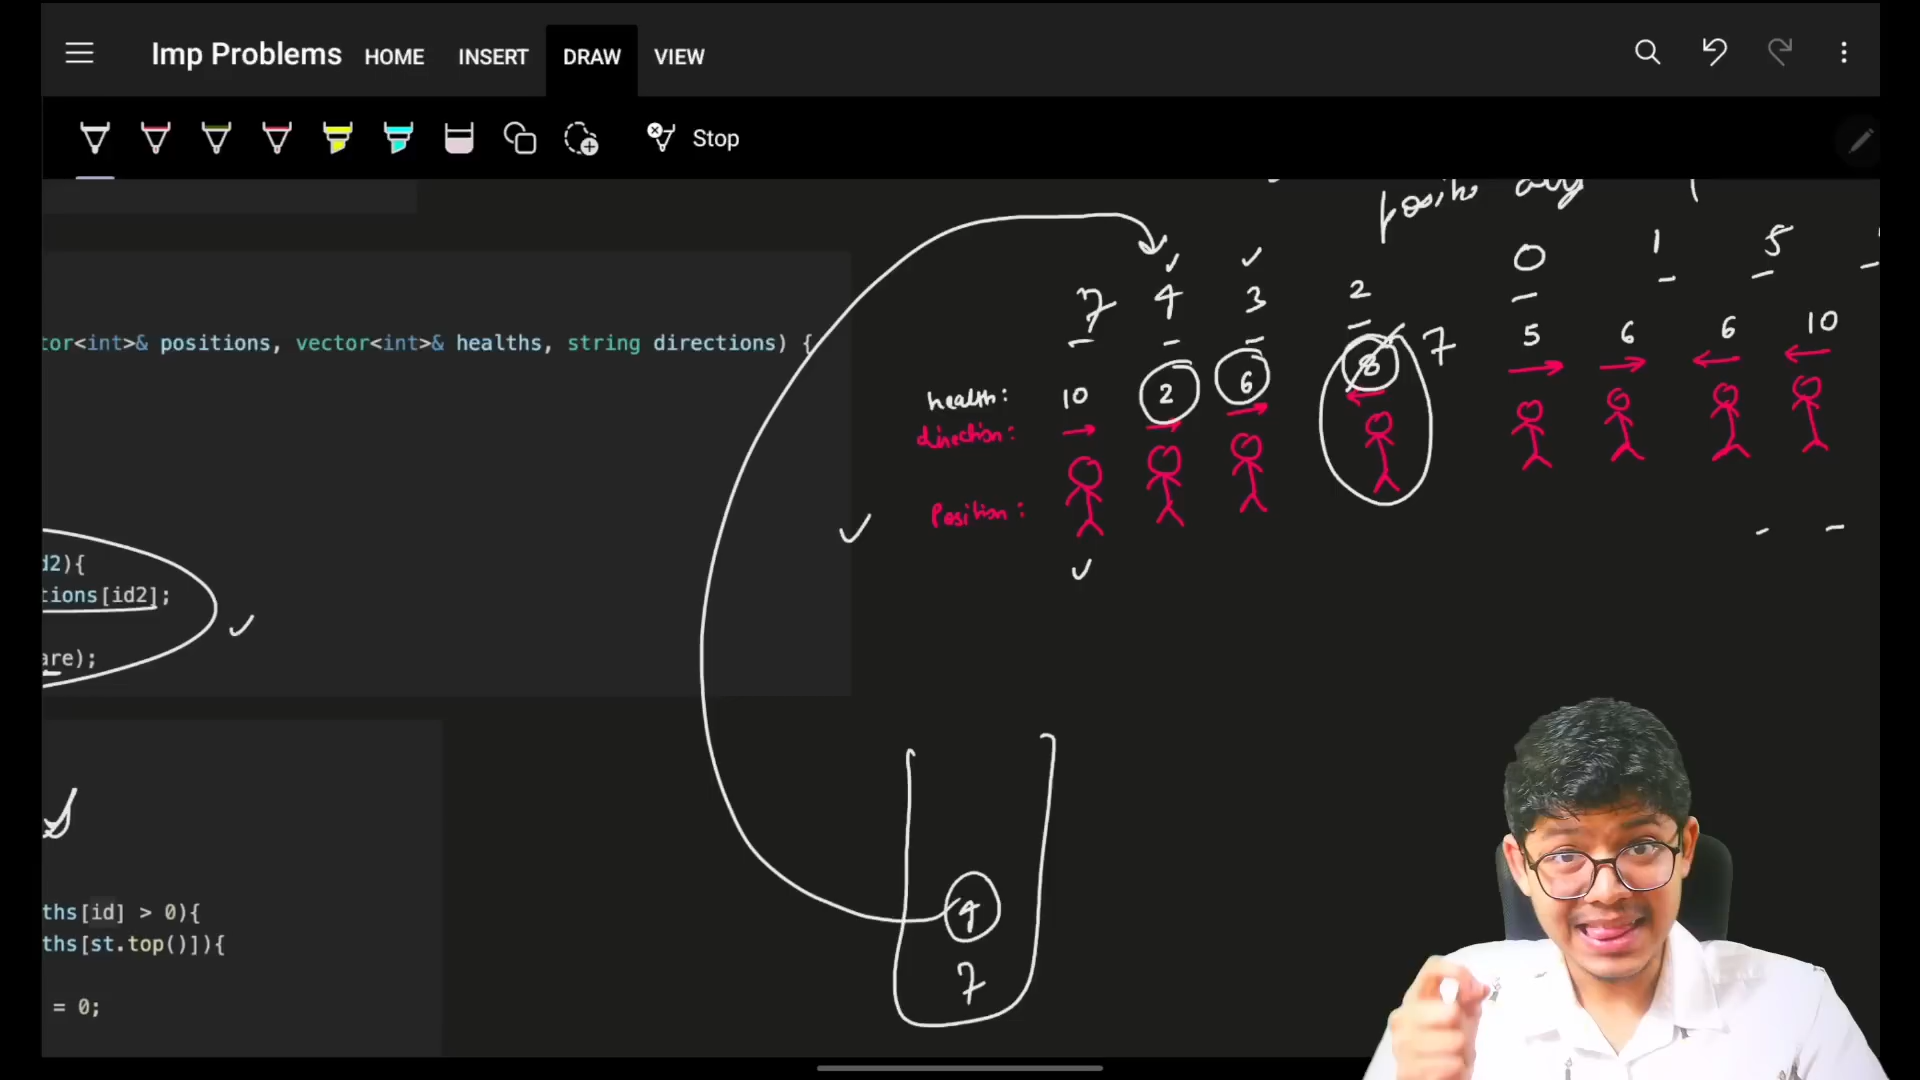 Imp Problems HOME INSERT DRAW VIEW
Stop
0 1 5
7 4 3 2
tor<int>& positions, vector<int>& healths, string directions) {
5 6 6 10
health: 10 2 6 8 7
direction:
Position:
d2){
tions[id2];
are);
ths[id] > 0){
ths[st.top()]){
= 0;
4
7